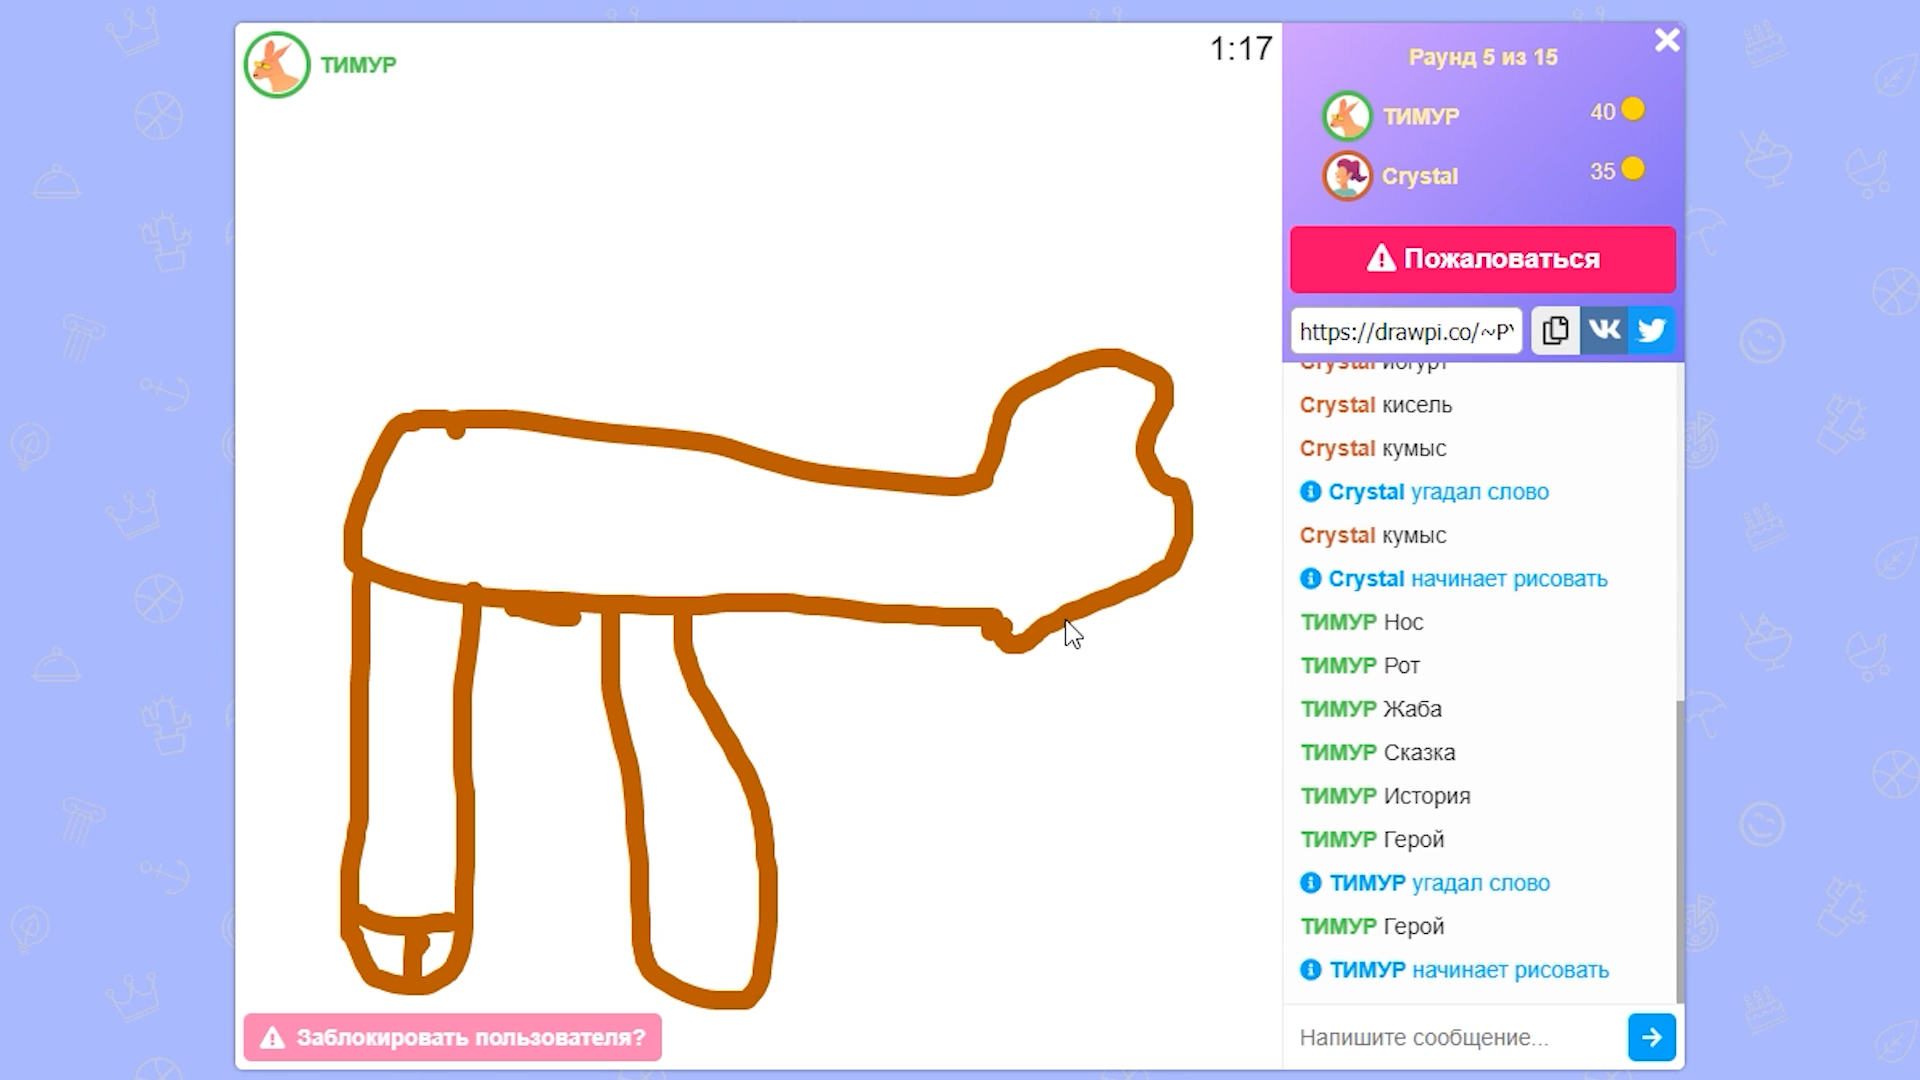 ТИМУР
1:17
Раунд 5 из 15
ТИМУР 40
Crystal 35
Пожаловаться
https://drawpi.co/~P
Crystal йогурт
Crystal кисель
Crystal кумыс
Crystal угадал слово
Crystal кумыс
Crystal начинает рисовать
ТИМУР Нос
ТИМУР Рот
ТИМУР Жаба
ТИМУР Сказка
ТИМУР История
ТИМУР Герой
ТИМУР угадал слово
ТИМУР Герой
ТИМУР начинает рисовать
Заблокировать пользователя?
Напишите сообщение...